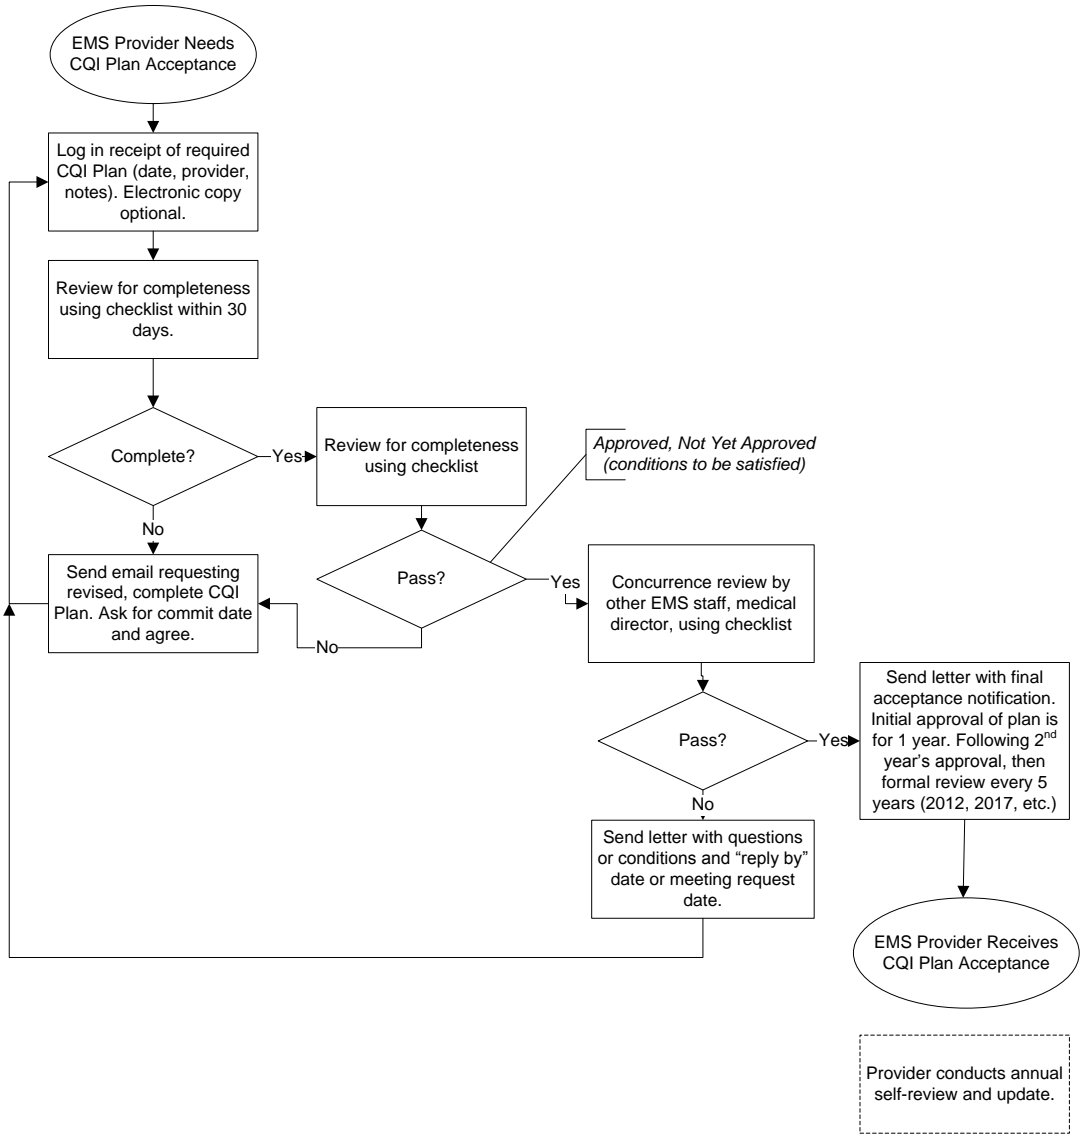 EMS Provider Needs
CQI Plan Acceptance
Log in receipt of required
CQI Plan (date, provider,
notes). Electronic copy
optional.
Review for completeness
using checklist within 30
days.
Complete?
Yes
Review for completeness
using checklist
Approved, Not Yet Approved
(conditions to be satisfied)
No
Send email requesting
revised, complete CQI
Plan. Ask for commit date
and agree.
Pass?
Yes
No
Concurrence review by
other EMS staff, medical
director, using checklist
Pass?
Yes
Send letter with final
acceptance notification.
Initial approval of plan is
for 1 year. Following 2nd
year’s approval, then
formal review every 5
years (2012, 2017, etc.)
No
Send letter with questions
or conditions and “reply by”
date or meeting request
date.
EMS Provider Receives
CQI Plan Acceptance
Provider conducts annual
self-review and update.